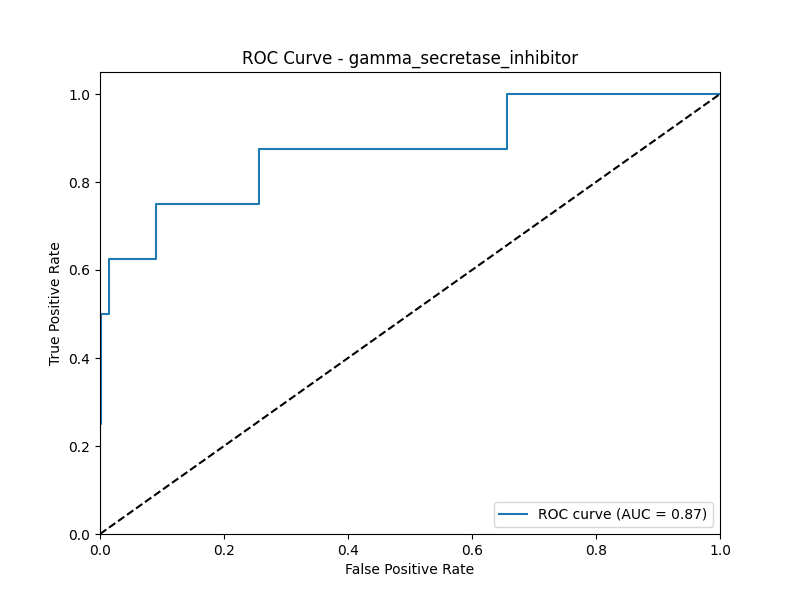 ROC Curve - gamma_secretase_inhibitor
1.0
0.8
0.6
0.4
0.2
0.0
True Positive Rate
ROC curve (AUC = 0.87)
0.0 0.2 0.4 0.6 0.8 1.0
False Positive Rate